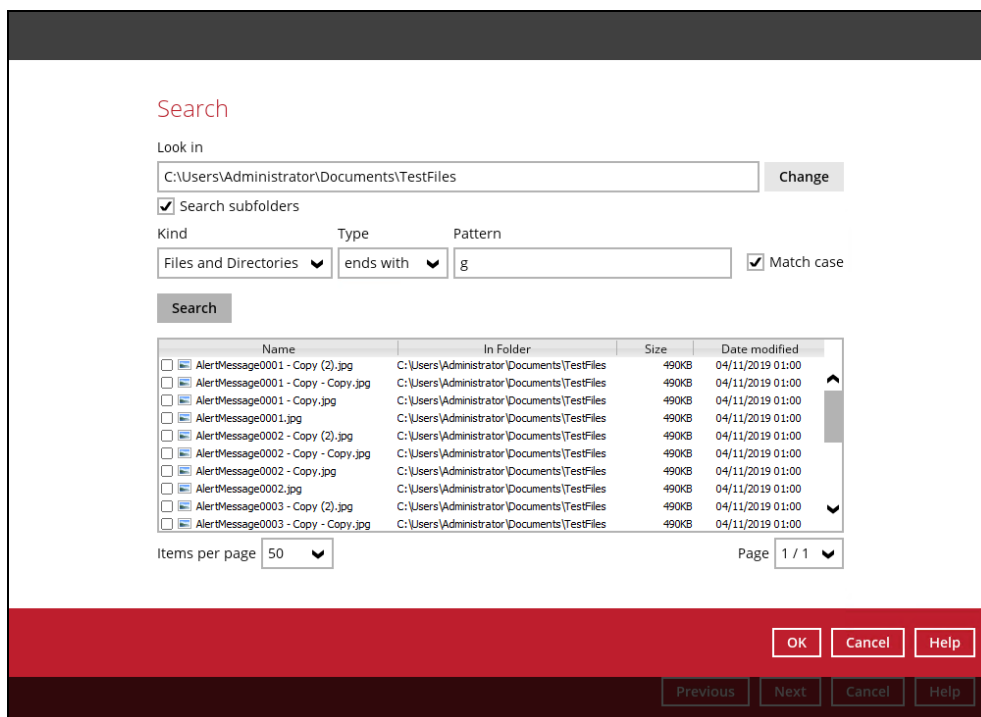 Search
Look in
C:\Users\Administrator\Documents\TestFiles Change
Search subfolders
Kind Type Pattern
Files and Directories ends with g Match case
Search
Name In Folder Size Date modified
AlertMessage0001 - Copy (2).jpg C:\Users\Administrator\Documents\TestFiles 490KB 04/11/2019 01:00
AlertMessage0001 - Copy - Copy.jpg C:\Users\Administrator\Documents\TestFiles 490KB 04/11/2019 01:00
AlertMessage0001 - Copy.jpg C:\Users\Administrator\Documents\TestFiles 490KB 04/11/2019 01:00
AlertMessage0001.jpg C:\Users\Administrator\Documents\TestFiles 490KB 04/11/2019 01:00
AlertMessage0002 - Copy (2).jpg C:\Users\Administrator\Documents\TestFiles 490KB 04/11/2019 01:00
AlertMessage0002 - Copy - Copy.jpg C:\Users\Administrator\Documents\TestFiles 490KB 04/11/2019 01:00
AlertMessage0002 - Copy.jpg C:\Users\Administrator\Documents\TestFiles 490KB 04/11/2019 01:00
AlertMessage0002.jpg C:\Users\Administrator\Documents\TestFiles 490KB 04/11/2019 01:00
AlertMessage0003 - Copy (2).jpg C:\Users\Administrator\Documents\TestFiles 490KB 04/11/2019 01:00
AlertMessage0003 - Copy - Copy.jpg C:\Users\Administrator\Documents\TestFiles 490KB 04/11/2019 01:00
Items per page 50 Page 1 / 1
OK Cancel Help
Previous Next Cancel Help